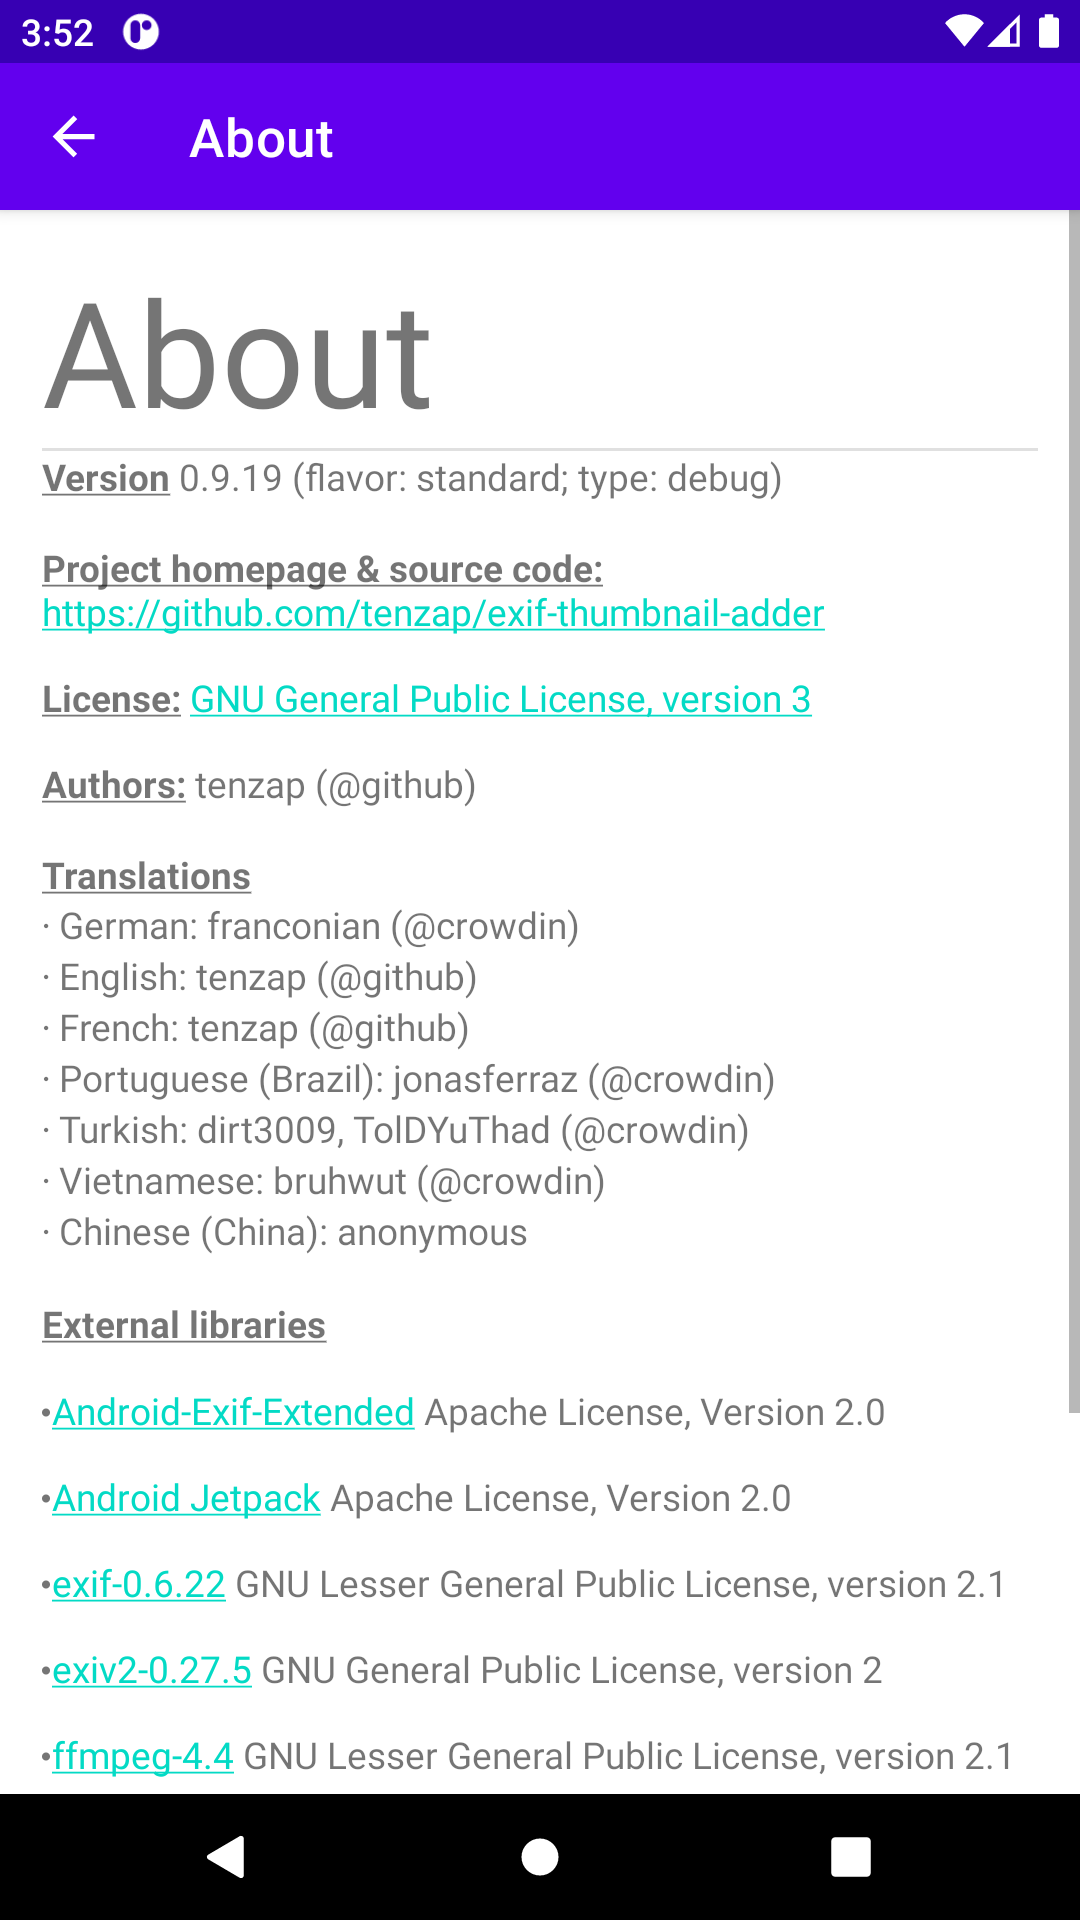 3:52
About
About
Version 0.9.19 (flavor: standard; type: debug)
Project homepage & source code:
https://github.com/tenzap/exif-thumbnail-adder
License: GNU General Public License, version 3
Authors: tenzap (@github)
Translations
· German: franconian (@crowdin)
· English: tenzap (@github)
· French: tenzap (@github)
· Portuguese (Brazil): jonasferraz (@crowdin)
· Turkish: dirt3009, TolDYuThad (@crowdin)
· Vietnamese: bruhwut (@crowdin)
· Chinese (China): anonymous
External libraries
•Android-Exif-Extended Apache License, Version 2.0
•Android Jetpack Apache License, Version 2.0
•exif-0.6.22 GNU Lesser General Public License, version 2.1
•exiv2-0.27.5 GNU General Public License, version 2
•ffmpeg-4.4 GNU Lesser General Public License, version 2.1